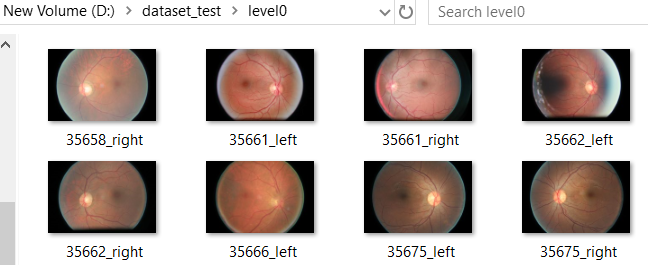 New Volume (D:) > dataset_test > level0
Search level0
35658_right
35661_left
35661_right
35662_left
35662_right
35666_left
35675_left
35675_right